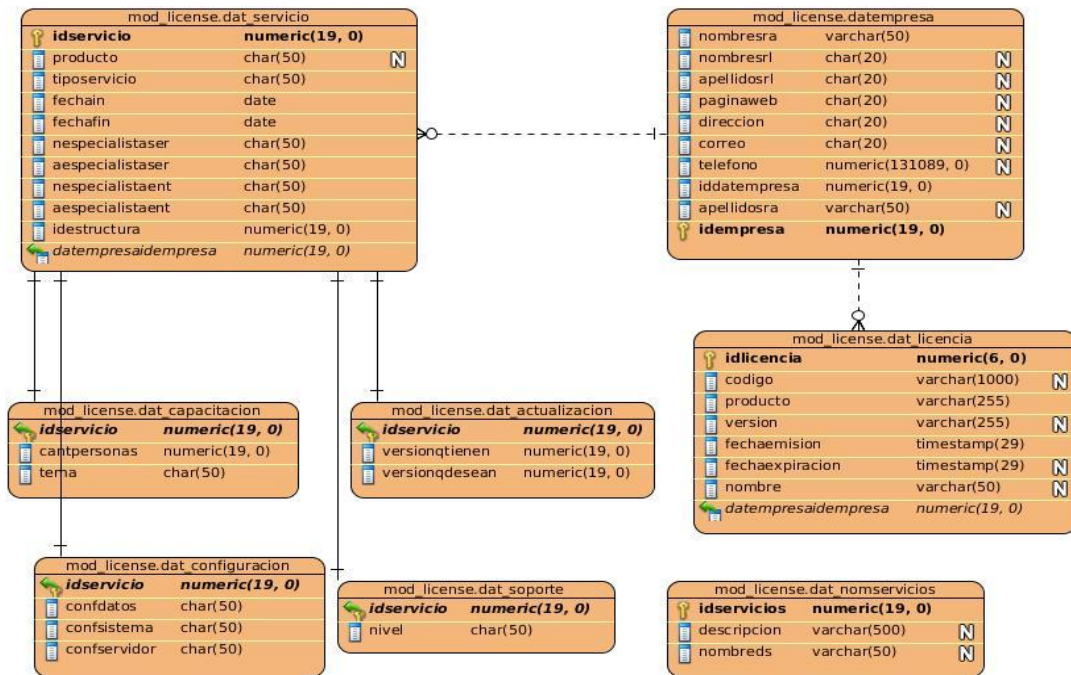 mod_license.dat_servicio
idservicio numeric(19, 0)
producto char(50) N
tiposervicio char(50)
fechain date
fechafin date
nespecialistaser char(50)
aespecialistaser char(50)
nespecialistaent char(50)
aespecialistaent char(50)
idestructura numeric(19, 0)
datempresaidempresa numeric(19, 0)
mod_license.datempresa
nombresra varchar(50)
nombresrl char(20) N
apellidosrl char(20) N
paginaweb char(20) N
direccion char(20) N
correo char(20) N
telefono numeric(131089, 0) N
iddatempresa numeric(19, 0)
apellidosra varchar(50) N
idempresa numeric(19, 0)
mod_license.dat_licencia
idlicencia numeric(6, 0)
codigo varchar(1000) N
producto varchar(255)
version varchar(255) N
fechaemision timestamp(29)
fechaexpiracion timestamp(29) N
nombre varchar(50) N
datempresaidempresa numeric(19, 0)
mod_license.dat_capacitacion
idservicio numeric(19, 0)
cantpersonas numeric(19, 0)
tema char(50)
mod_license.dat_actualizacion
idservicio numeric(19, 0)
versionqtienen numeric(19, 0)
versionqdesean numeric(19, 0)
mod_license.dat_configuracion
idservicio numeric(19, 0)
confdatos char(50)
confsistema char(50)
confservidor char(50)
mod_license.dat_soporte
idservicio numeric(19, 0)
nivel char(50)
mod_license.dat_nomservicios
idservicios numeric(19, 0)
descripcion varchar(500) N
nombreds varchar(50) N